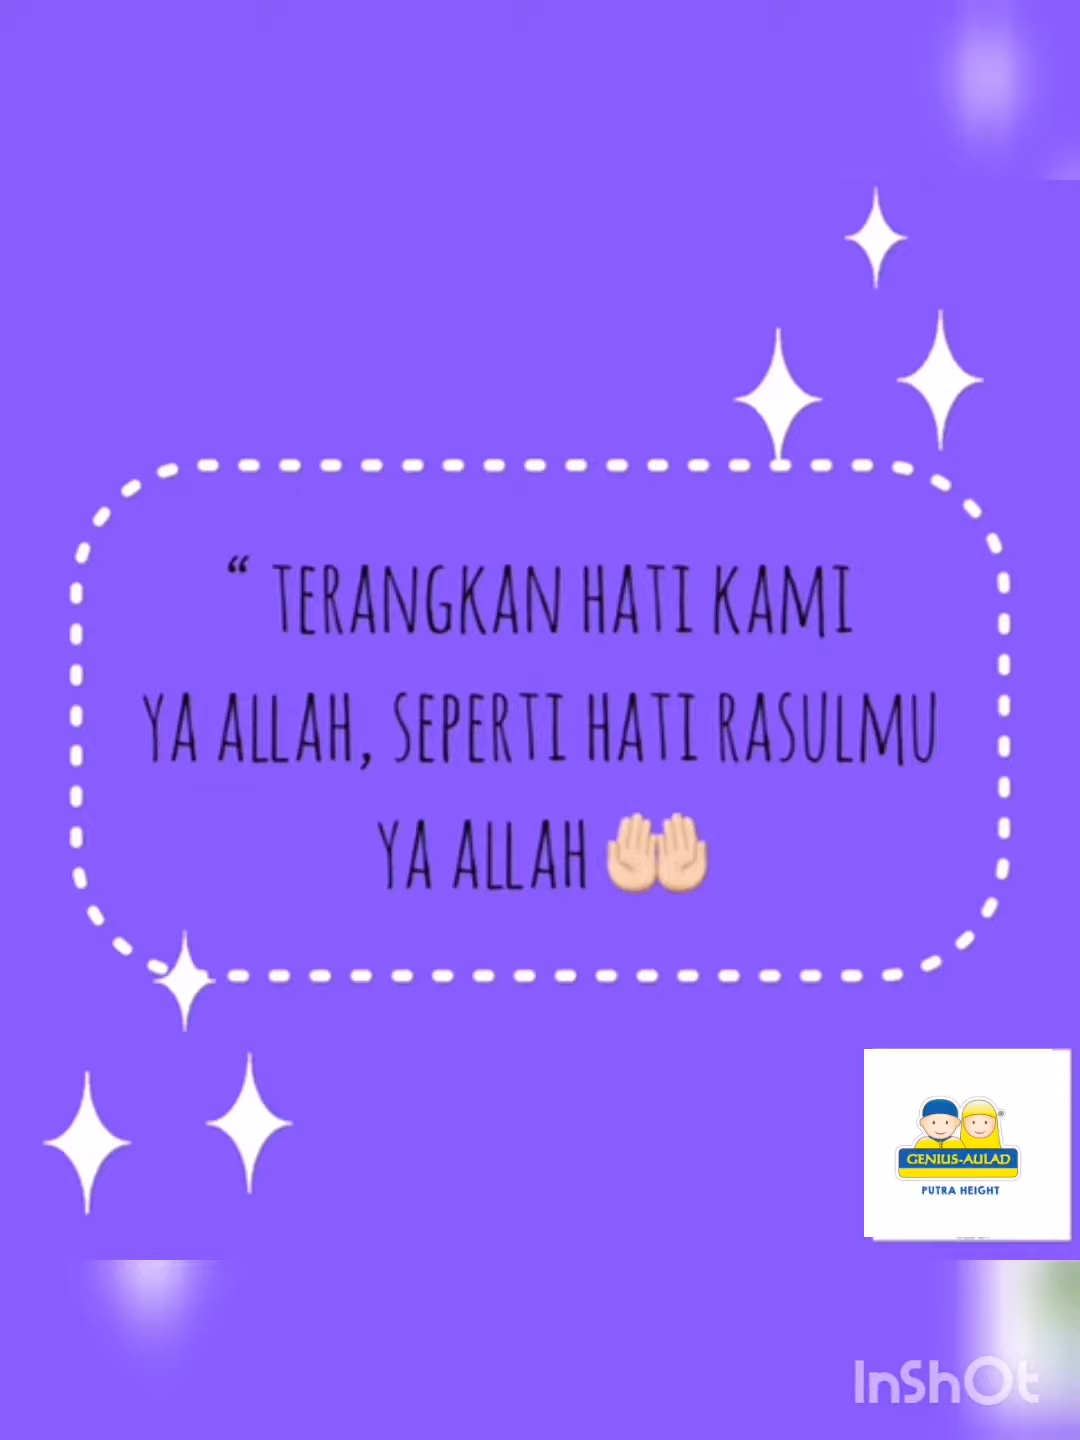 “ TERANGKAN HATI KAMI
YA ALLAH, SEPERTI HATI RASULMU
YA ALLAH 🤲🏻
GENIUS-AULAD
PUTRA HEIGHT
InShOt